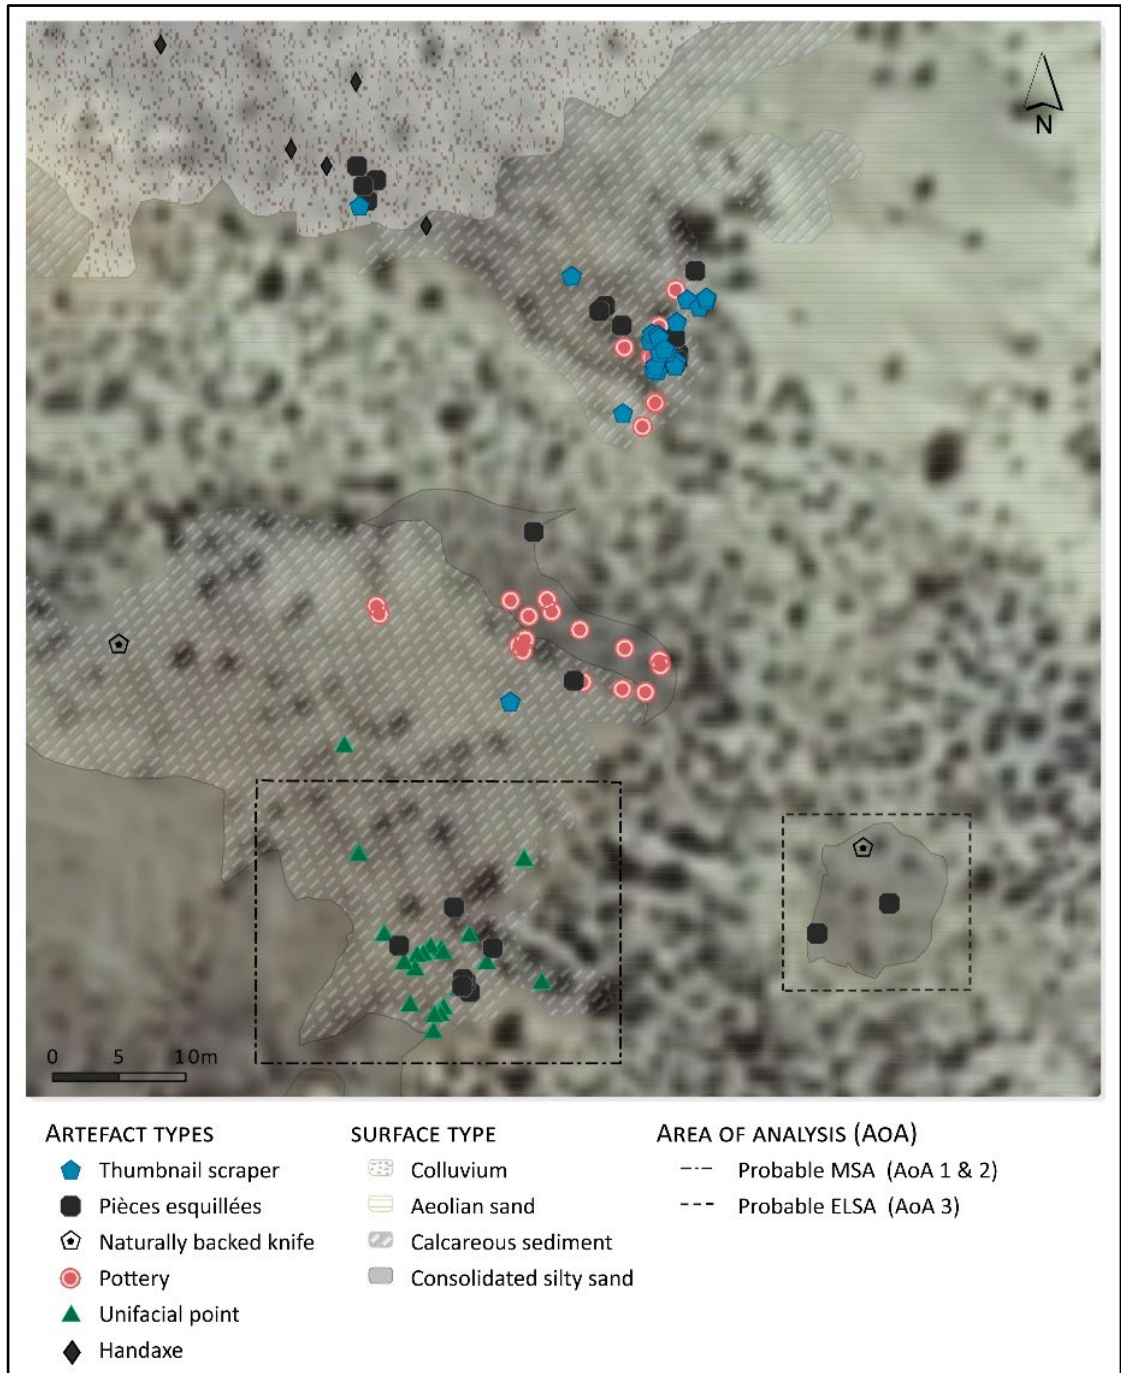 N
0 5 10m
ARTEFACT TYPES
Thumbnail scraper
Pièces esquillées
Naturally backed knife
Pottery
Unifacial point
Handaxe
SURFACE TYPE
Colluvium
Aeolian sand
Calcareous sediment
Consolidated silty sand
AREA OF ANALYSIS (AOA)
Probable MSA (AoA 1 & 2)
Probable ELSA (AoA 3)